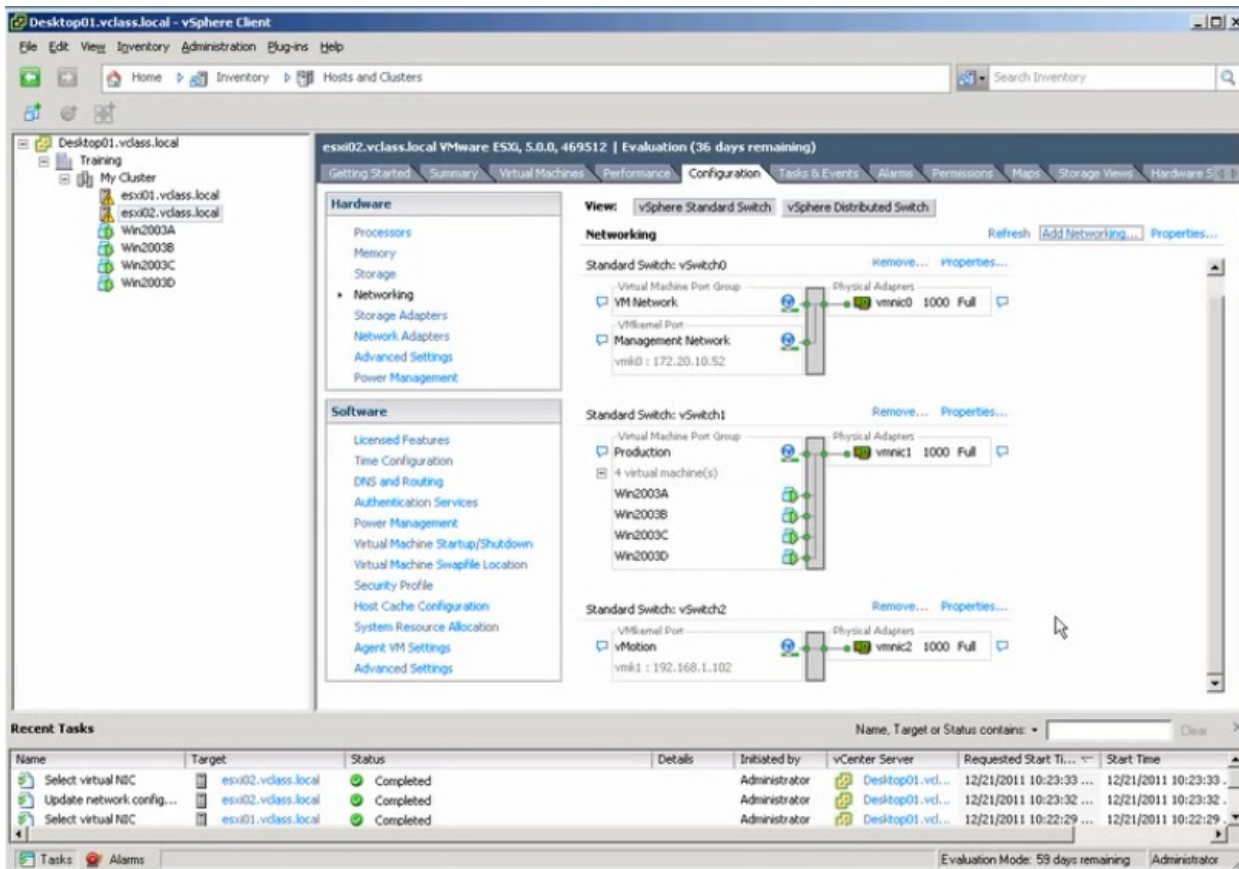 Desktop01.vclass.local - vSphere Client
File Edit View Inventory Administration Plug-ins Help
Home Inventory Hosts and Clusters
Search Inventory
Desktop01.vclass.local
Training
My Cluster
esxi01.vclass.local
esxi02.vclass.local
Win2003A
Win2003B
Win2003C
Win2003D
esxi02.vclass.local VMware ESXi, 5.0.0, 469512 | Evaluation (36 days remaining)
Getting Started Summary Virtual Machines Performance Configuration Tasks & Events Alarms Permissions Maps Storage Views Hardware S
Hardware
Processors
Memory
Storage
Networking
Storage Adapters
Network Adapters
Advanced Settings
Power Management
Software
Licensed Features
Time Configuration
DNS and Routing
Authentication Services
Power Management
Virtual Machine Startup/Shutdown
Virtual Machine Swapfile Location
Security Profile
Host Cache Configuration
System Resource Allocation
Agent VM Settings
Advanced Settings
View: vSphere Standard Switch vSphere Distributed Switch
Networking Refresh Add Networking... Properties...
Standard Switch: vSwitch0 Remove... Properties...
Virtual Machine Port Group Physical Adapters
VM Network vmnic0 1000 Full
VMkernel Port
Management Network
vmk0 : 172.20.10.52
Standard Switch: vSwitch1 Remove... Properties...
Virtual Machine Port Group Physical Adapters
Production vmnic1 1000 Full
4 virtual machine(s)
Win2003A
Win2003B
Win2003C
Win2003D
Standard Switch: vSwitch2 Remove... Properties...
VMkernel Port Physical Adapters
vMotion vmnic2 1000 Full
vmk1 : 192.168.1.102
Recent Tasks Name, Target or Status contains: Clear
Name Target Status Details Initiated by vCenter Server Requested Start Ti... Start Time
Select virtual NIC esxi02.vclass.local Completed Administrator Desktop01.vcl... 12/21/2011 10:23:33 ... 12/21/2011 10:23:33 .
Update network config... esxi02.vclass.local Completed Administrator Desktop01.vcl... 12/21/2011 10:23:32 ... 12/21/2011 10:23:32 .
Select virtual NIC esxi01.vclass.local Completed Administrator Desktop01.vcl... 12/21/2011 10:22:29 ... 12/21/2011 10:22:29 .
Tasks Alarms Evaluation Mode: 59 days remaining Administrator